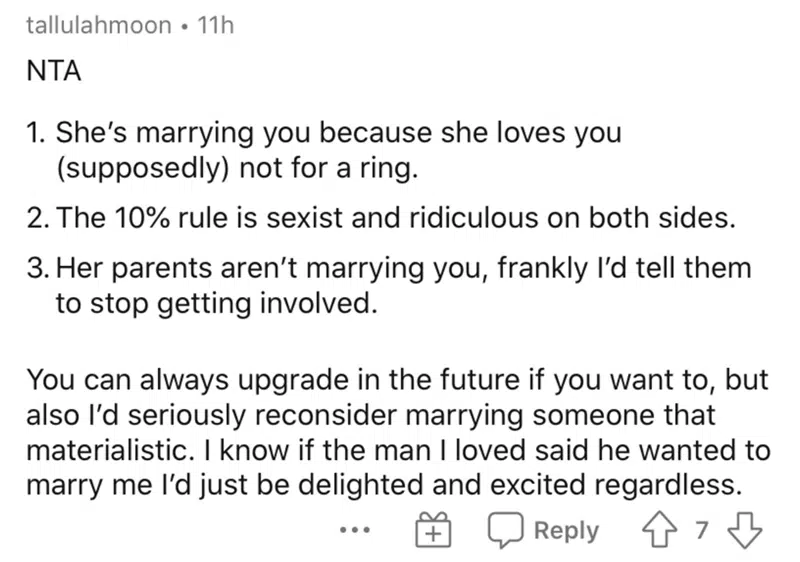 tallulahmoon • 11h
NTA
1. She’s marrying you because she loves you
(supposedly) not for a ring.
2. The 10% rule is sexist and ridiculous on both sides.
3. Her parents aren’t marrying you, frankly I’d tell them
to stop getting involved.
You can always upgrade in the future if you want to, but
also I’d seriously reconsider marrying someone that
materialistic. I know if the man I loved said he wanted to
marry me I’d just be delighted and excited regardless.
••• Reply 7